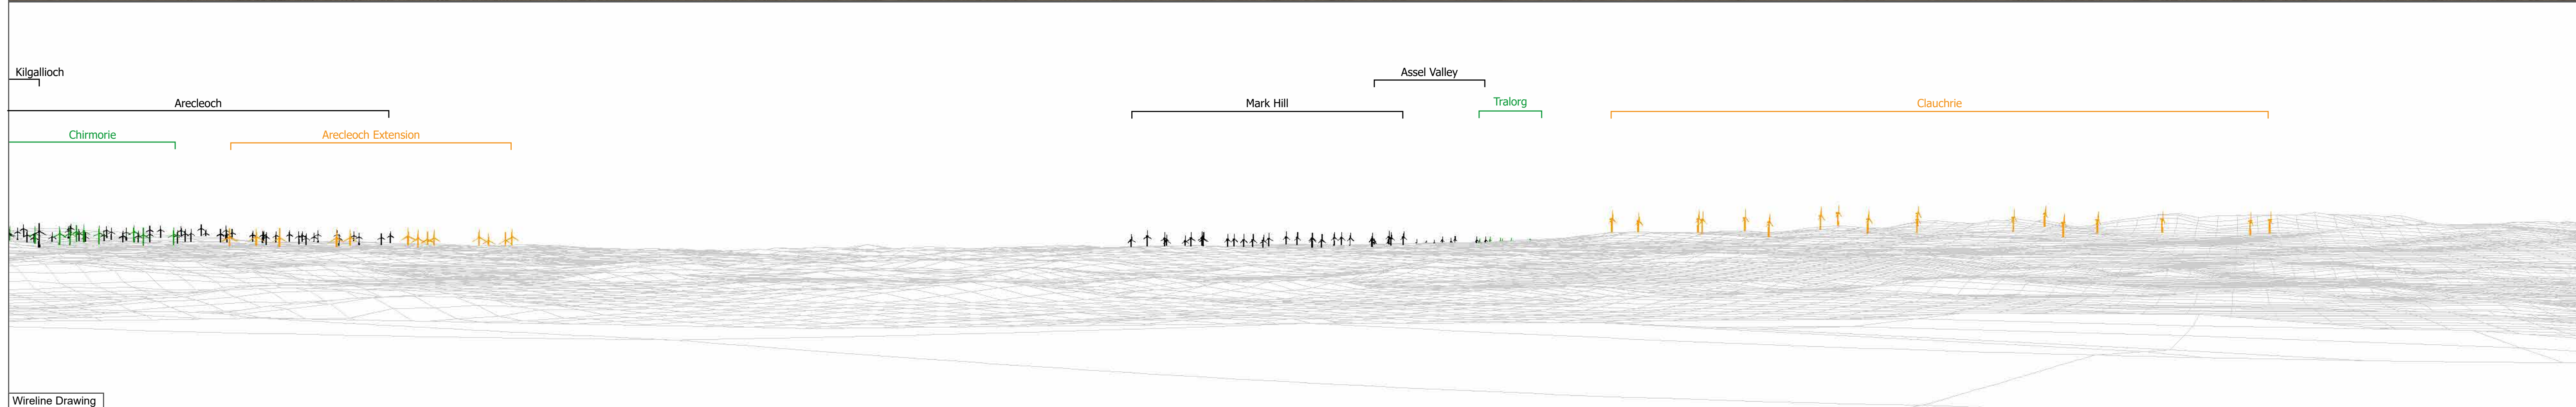 Kilgallioch
Assel Valley
Arecleoch
Mark Hill
Tralorg
Clauchrie
Chirmorie
Arecleoch Extension
Wireline Drawing